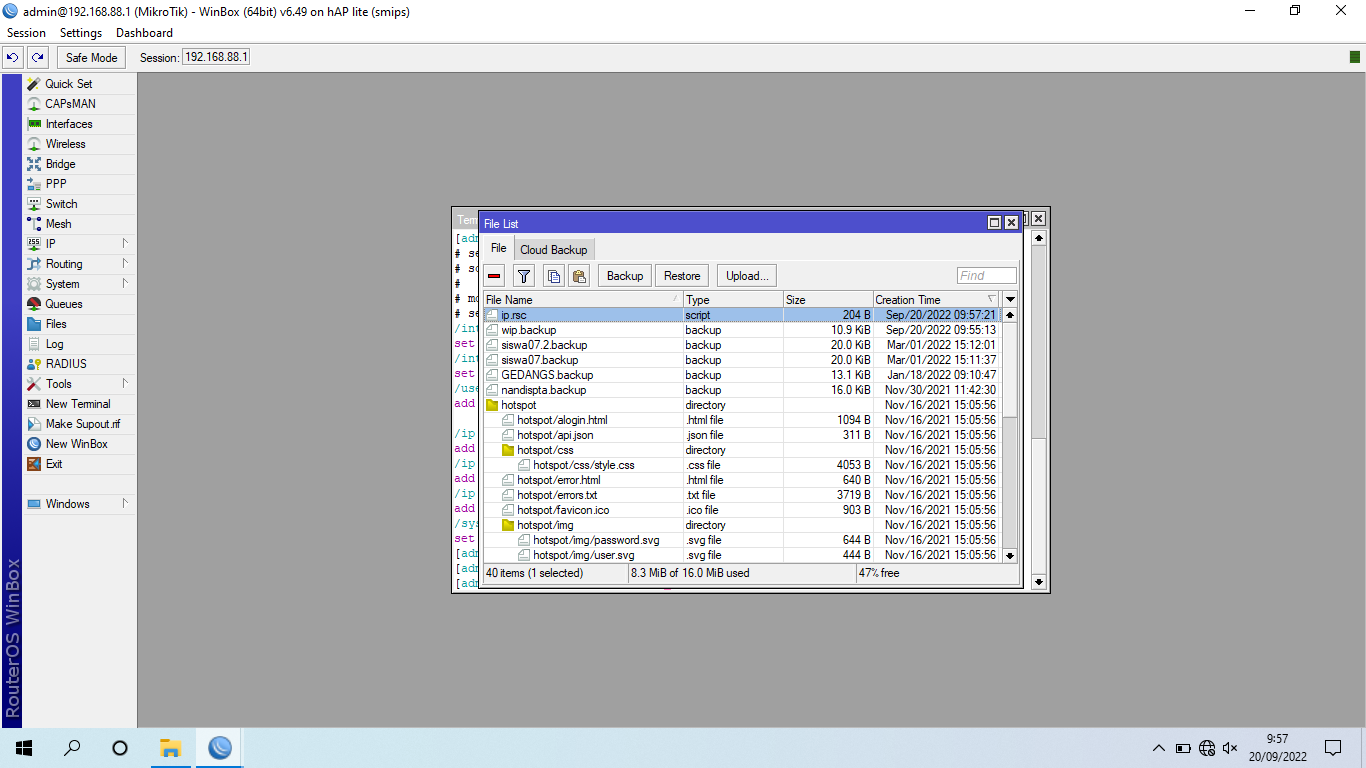 admin@192.168.88.1 (MikroTik) - WinBox (64bit) v6.49 on hAP lite (smips)
Session Settings Dashboard
Safe Mode Session: 192.168.88.1
Quick Set
CAPsMAN
Interfaces
Wireless
Bridge
PPP
Switch
Mesh
IP
Routing
System
Queues
Files
Log
RADIUS
Tools
New Terminal
Make Supout.rif
New WinBox
Exit
Windows
RouterOS WinBox
Tem
[adm
# se
# so
#
# mo
# se
/int
set
/int
set
/use
add
/ip
add
/ip
add
/ip
add
/sys
set
[adm
[adm
[adm
File List
File Cloud Backup
Backup Restore Upload... Find
File Name Type Size Creation Time
ip.rsc script 204 B Sep/20/2022 09:57:21
wip.backup backup 10.9 KiB Sep/20/2022 09:55:13
siswa07.2.backup backup 20.0 KiB Mar/01/2022 15:12:01
siswa07.backup backup 20.0 KiB Mar/01/2022 15:11:37
GEDANGS.backup backup 13.1 KiB Jan/18/2022 09:10:47
nandispta.backup backup 16.0 KiB Nov/30/2021 11:42:30
hotspot directory Nov/16/2021 15:05:56
hotspot/alogin.html .html file 1094 B Nov/16/2021 15:05:56
hotspot/api.json .json file 311 B Nov/16/2021 15:05:56
hotspot/css directory Nov/16/2021 15:05:56
hotspot/css/style.css .css file 4053 B Nov/16/2021 15:05:56
hotspot/error.html .html file 640 B Nov/16/2021 15:05:56
hotspot/errors.txt .txt file 3719 B Nov/16/2021 15:05:56
hotspot/favicon.ico .ico file 903 B Nov/16/2021 15:05:56
hotspot/img directory Nov/16/2021 15:05:56
hotspot/img/password.svg .svg file 644 B Nov/16/2021 15:05:56
hotspot/img/user.svg .svg file 444 B Nov/16/2021 15:05:56
40 items (1 selected) 8.3 MiB of 16.0 MiB used 47% free
9:57
20/09/2022